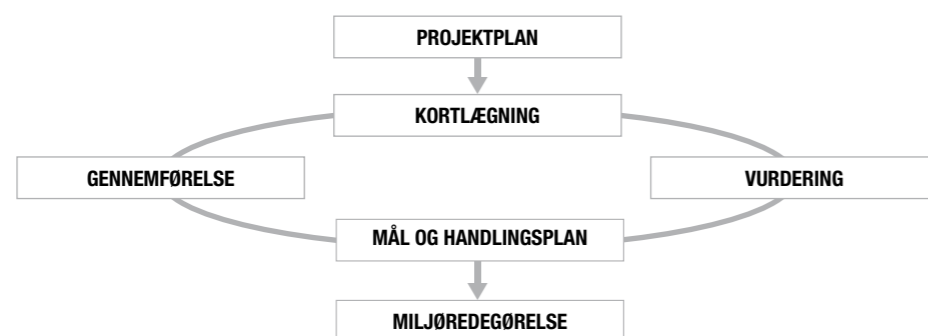 PROJEKTPLAN
KORTLÆGNING
GENNEMFØRELSE
VURDERING
MÅL OG HANDLINGSPLAN
MILJØREDEGØRELSE